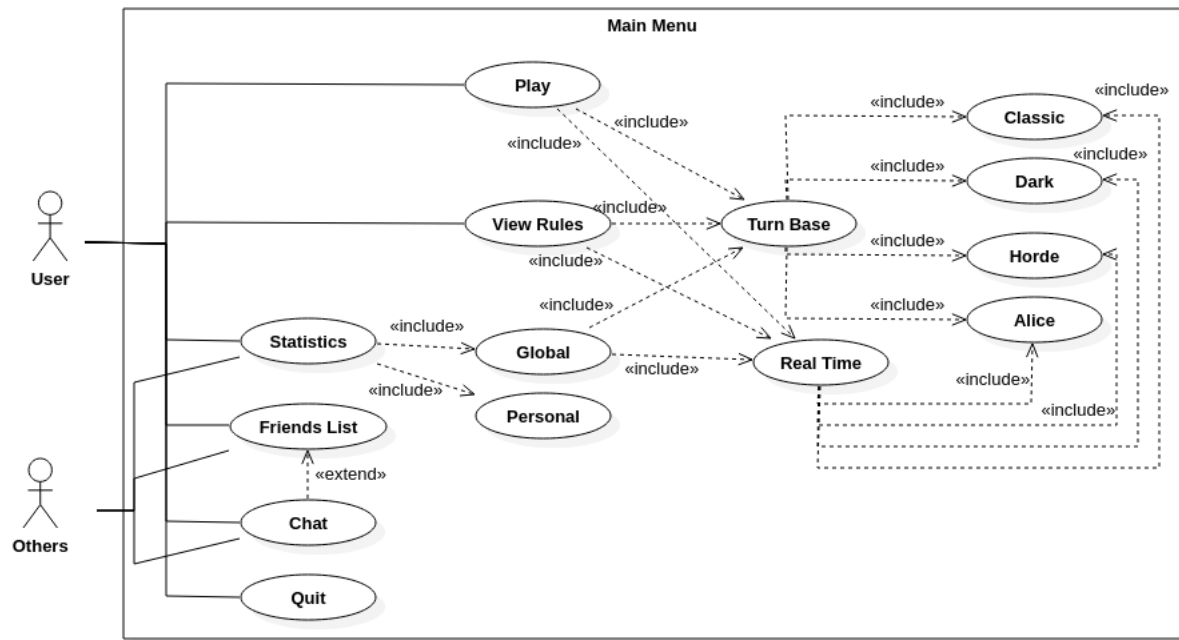 Main Menu
Play
«include»
«include»
«include»
«include»
Classic
«include»
«include»
Dark
View Rules
«include»
Turn Base
«include»
«include»
Horde
User
«include»
«include»
Alice
Statistics
«include»
Global
«include»
Real Time
«include»
«include»
Personal
«include»
Friends List
«extend»
Chat
Others
Quit